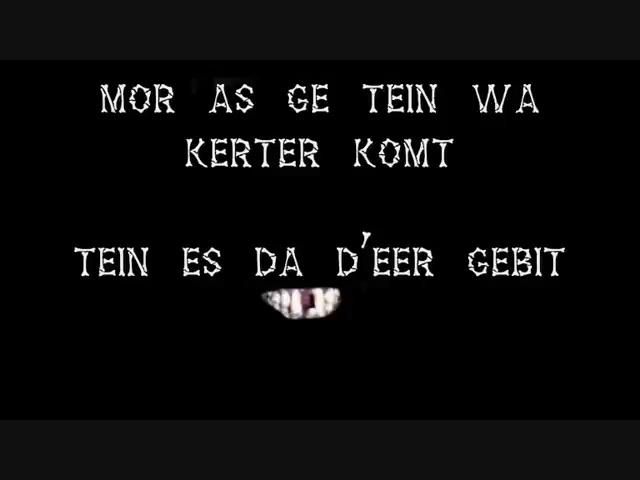 MOR AS GE TEIN WA
KERTER KOMT
TEIN ES DA D'EER GEBIT